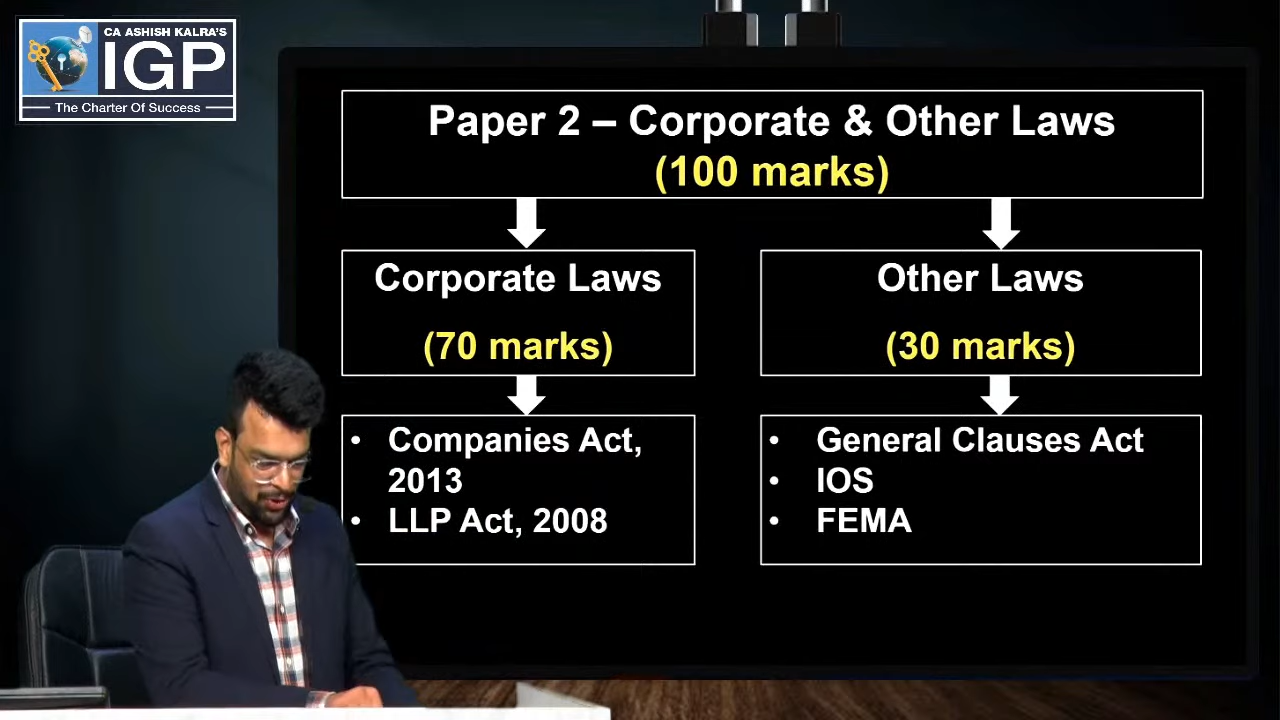 CA ASHISH KALRA'S
IGP
The Charter Of Success
Paper 2 – Corporate & Other Laws
(100 marks)
Corporate Laws
(70 marks)
Other Laws
(30 marks)
• Companies Act,
2013
• LLP Act, 2008
• General Clauses Act
• IOS
• FEMA